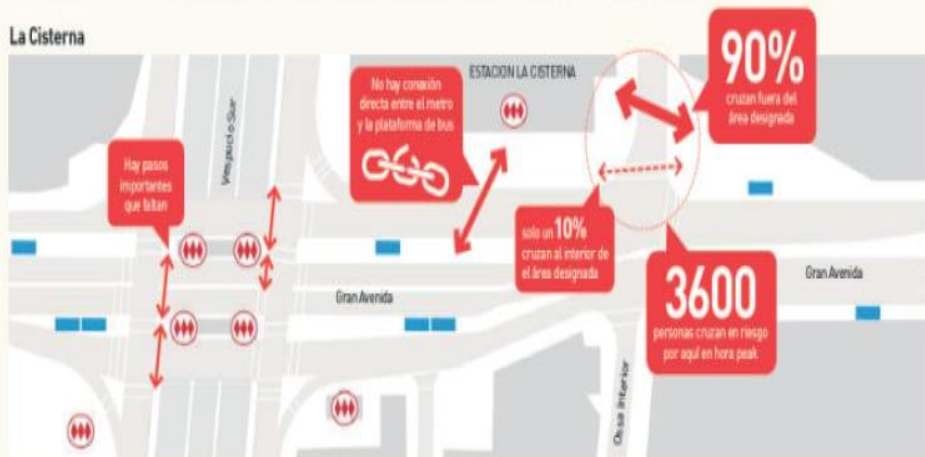 La Cisterna
ESTACION LA CISTERNA
90%
cruzan fuera del
área designada
No hay conexión
directa entre el metro
y la plataforma de bus
Vespucio Sur
Hay pasos
importantes
que faltan
solo un 10%
cruzan al interior de
el área designada
Gran Avenida
Gran Avenida
3600
personas cruzan en riesgo
por aquí en hora peak
Ossa Interior